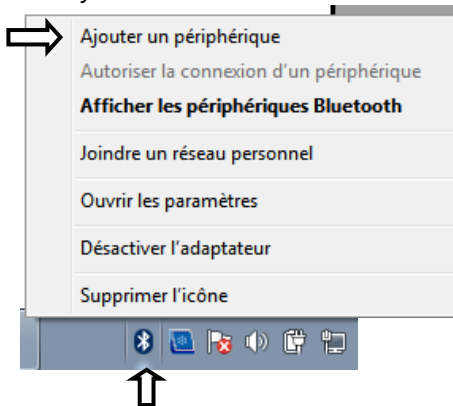 Ajouter un périphérique
Autoriser la connexion d'un périphérique
Afficher les périphériques Bluetooth
Joindre un réseau personnel
Ouvrir les paramètres
Désactiver l'adaptateur
Supprimer l'icône